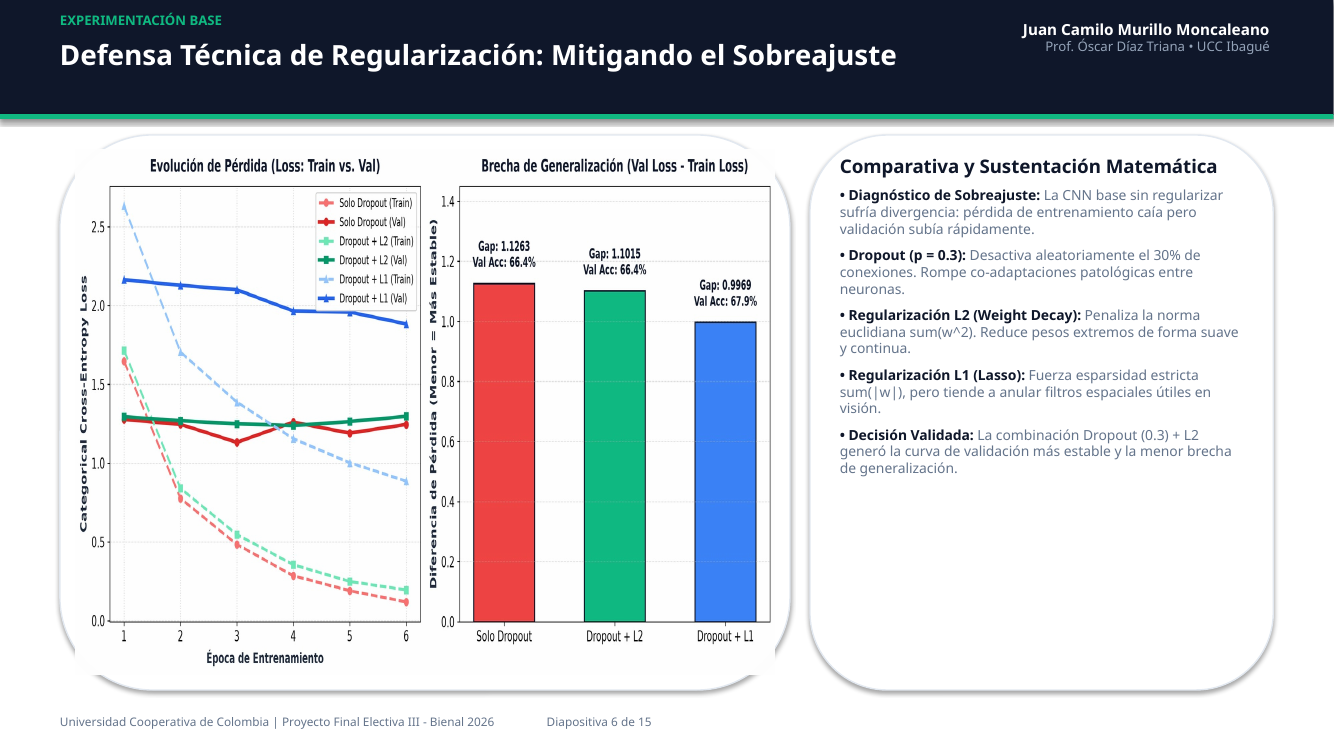 EXPERIMENTACIÓN BASE
Defensa Técnica de Regularización: Mitigando el Sobreajuste
Juan Camilo Murillo Moncaleano
Prof. Óscar Díaz Triana • UCC Ibagué
Evolución de Pérdida (Loss: Train vs. Val)
Categorical Cross-Entropy Loss
2.5
2.0
1.5
1.0
0.5
0.0
Solo Dropout (Train)
Solo Dropout (Val)
Dropout + L2 (Train)
Dropout + L2 (Val)
Dropout + L1 (Train)
Dropout + L1 (Val)
1 2 3 4 5 6
Época de Entrenamiento
Brecha de Generalización (Val Loss - Train Loss)
Diferencia de Pérdida (Menor = Más Estable)
1.4
1.2
1.0
0.8
0.6
0.4
0.2
0.0
Gap: 1.1263
Val Acc: 66.4%
Gap: 1.1015
Val Acc: 66.4%
Gap: 0.9969
Val Acc: 67.9%
Solo Dropout
Dropout + L2
Dropout + L1
Comparativa y Sustentación Matemática
• Diagnóstico de Sobreajuste: La CNN base sin regularizar
sufría divergencia: pérdida de entrenamiento caía pero
validación subía rápidamente.
• Dropout (p = 0.3): Desactiva aleatoriamente el 30% de
conexiones. Rompe co-adaptaciones patológicas entre
neuronas.
• Regularización L2 (Weight Decay): Penaliza la norma
euclidiana sum(w^2). Reduce pesos extremos de forma suave
y continua.
• Regularización L1 (Lasso): Fuerza esparsidad estricta
sum(|w|), pero tiende a anular filtros espaciales útiles en
visión.
• Decisión Validada: La combinación Dropout (0.3) + L2
generó la curva de validación más estable y la menor brecha
de generalización.
Universidad Cooperativa de Colombia | Proyecto Final Electiva III - Bienal 2026
Diapositiva 6 de 15